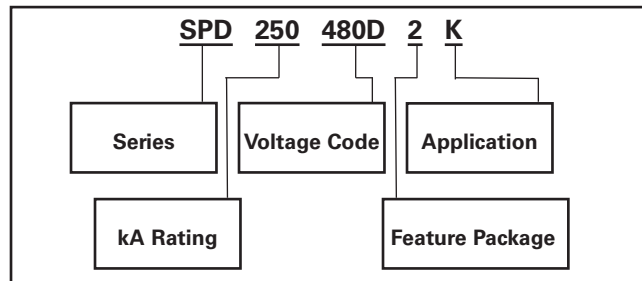 SPD 250 480D 2 K
Series
Voltage Code
Application
kA Rating
Feature Package